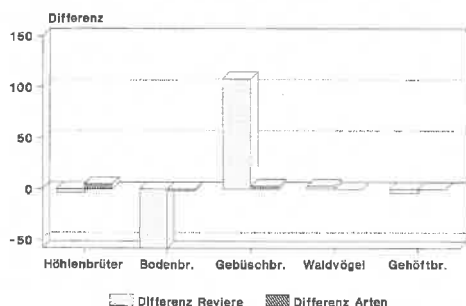 Differenz
150
100
50
0
-50
Höhlenbrüter Bodenbr. Gebüschbr. Waldvögel Gehöftbr.
Differenz Reviere Differenz Arten